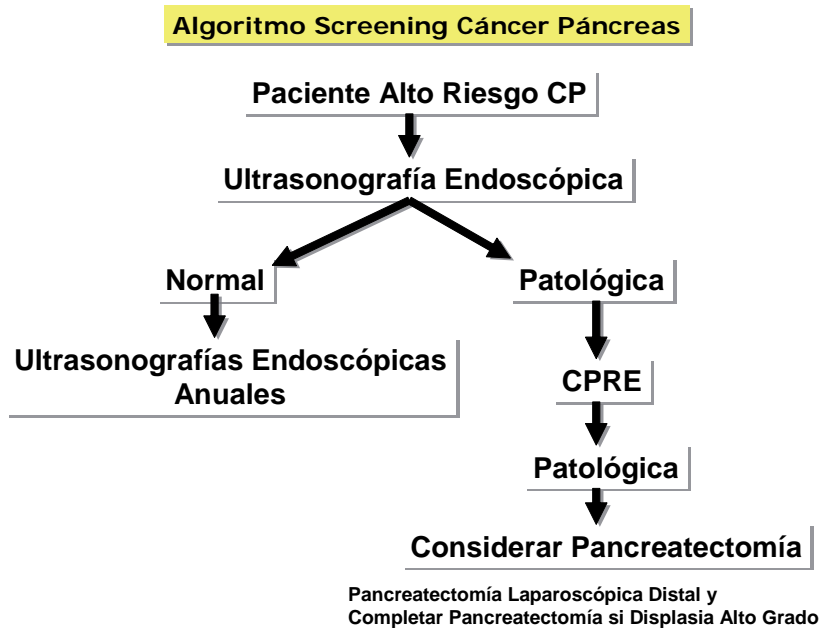 Algoritmo Screening Cáncer Páncreas
Paciente Alto Riesgo CP
Ultrasonografía Endoscópica
Normal
Patológica
Ultrasonografías Endoscópicas
Anuales
CPRE
Patológica
Considerar Pancreatectomía
Pancreatectomía Laparoscópica Distal y
Completar Pancreatectomía si Displasia Alto Grado